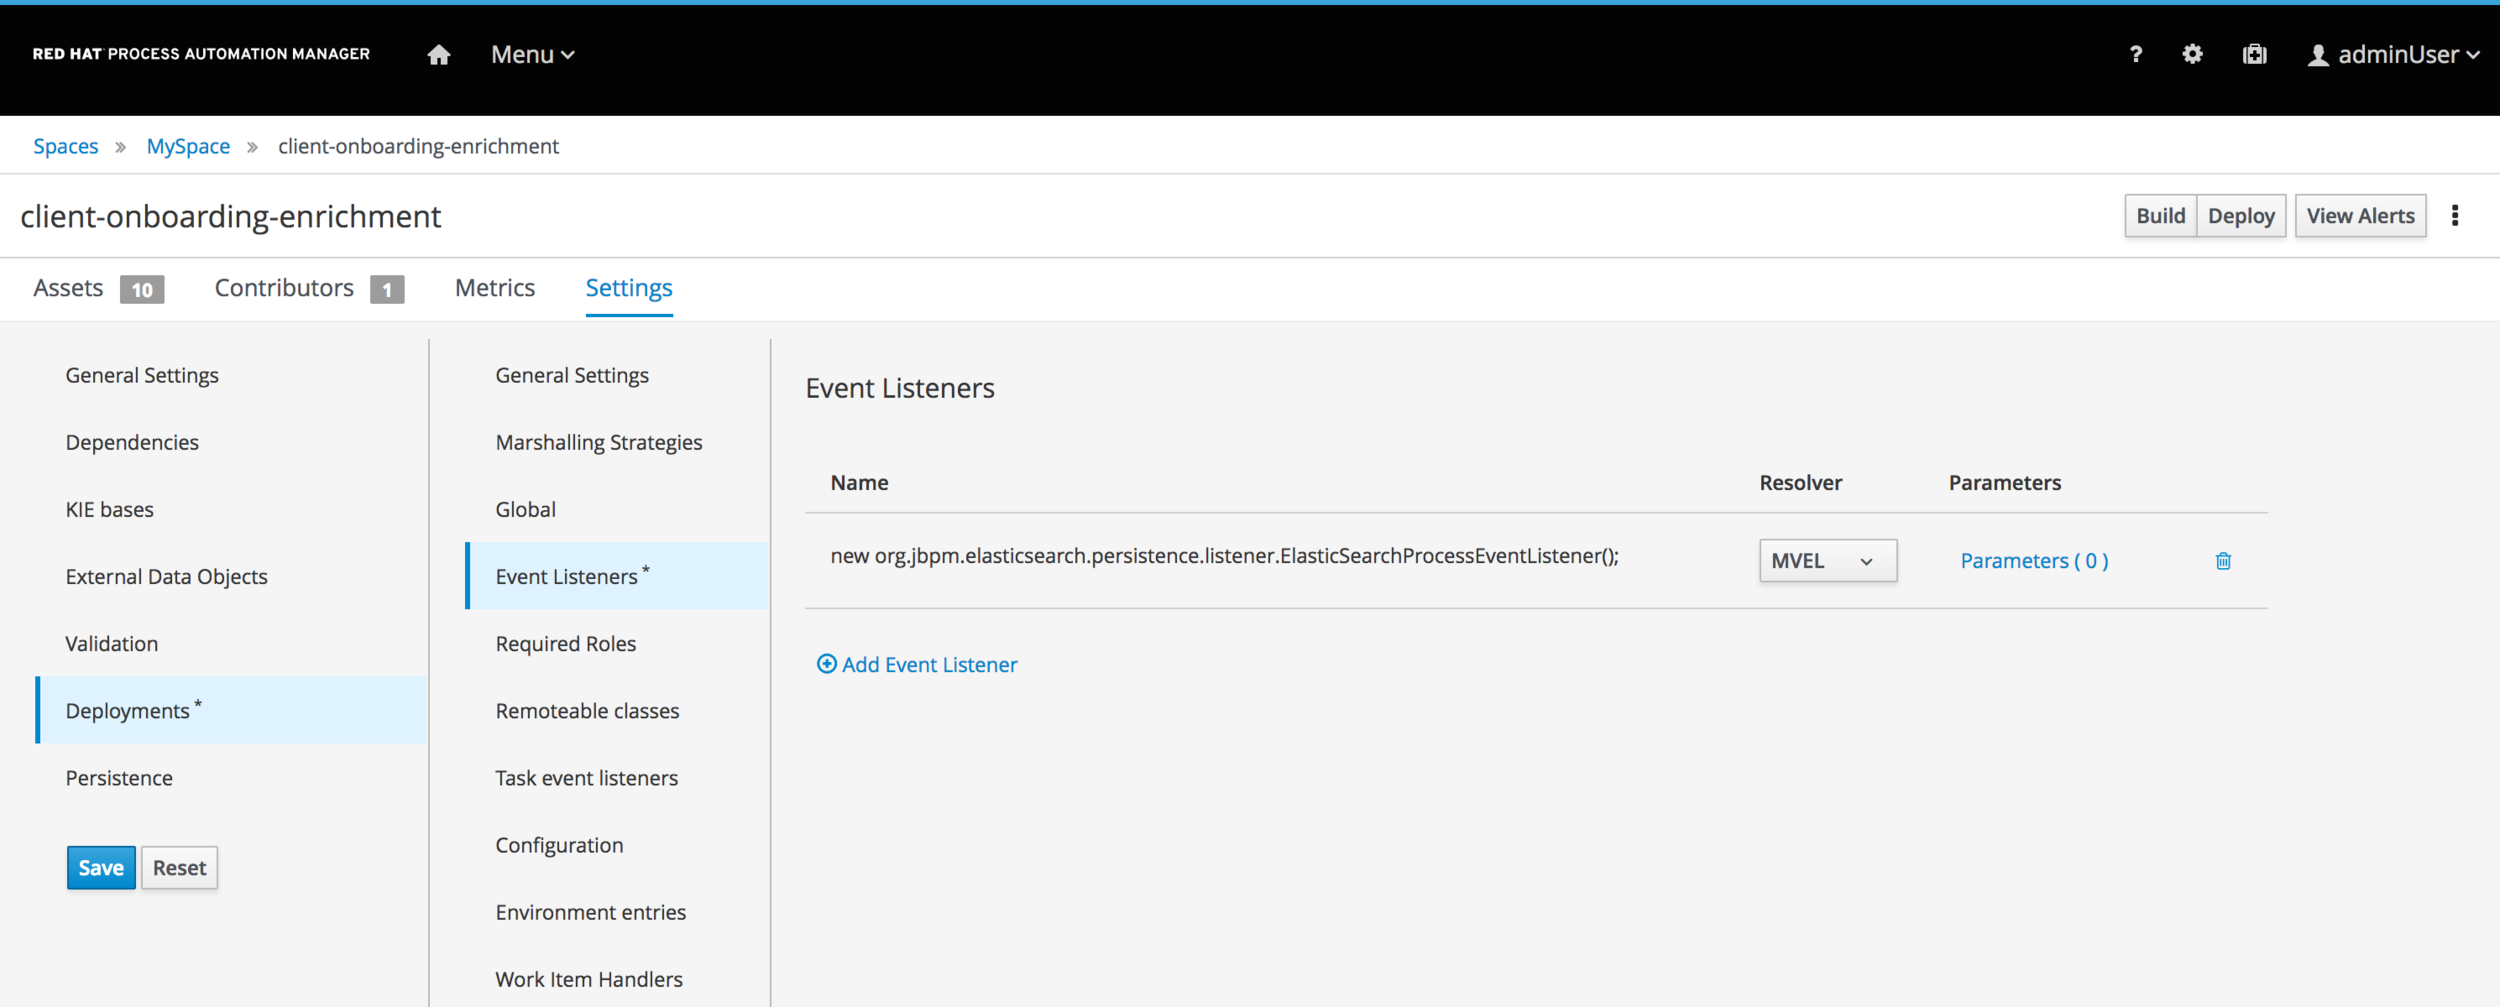 RED HAT PROCESS AUTOMATION MANAGER Menu ? adminUser
Spaces » MySpace » client-onboarding-enrichment
client-onboarding-enrichment Build Deploy View Alerts
Assets 10 Contributors 1 Metrics Settings
General Settings
Dependencies
KIE bases
External Data Objects
Validation
Deployments *
Persistence
Save Reset
General Settings
Marshalling Strategies
Global
Event Listeners *
Required Roles
Remoteable classes
Task event listeners
Configuration
Environment entries
Work Item Handlers
Event Listeners
Name Resolver Parameters
new org.jbpm.elasticsearch.persistence.listener.ElasticSearchProcessEventListener(); MVEL Parameters ( 0 )
Add Event Listener